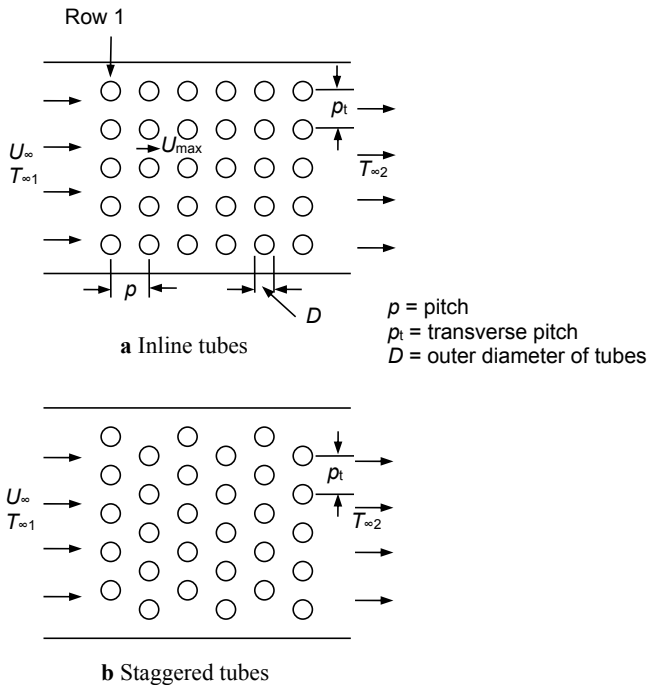 Row 1
pt
U∞
T∞1
Umax
T∞2
p
D
p = pitch
pt = transverse pitch
D = outer diameter of tubes
a Inline tubes
pt
U∞
T∞1
T∞2
b Staggered tubes